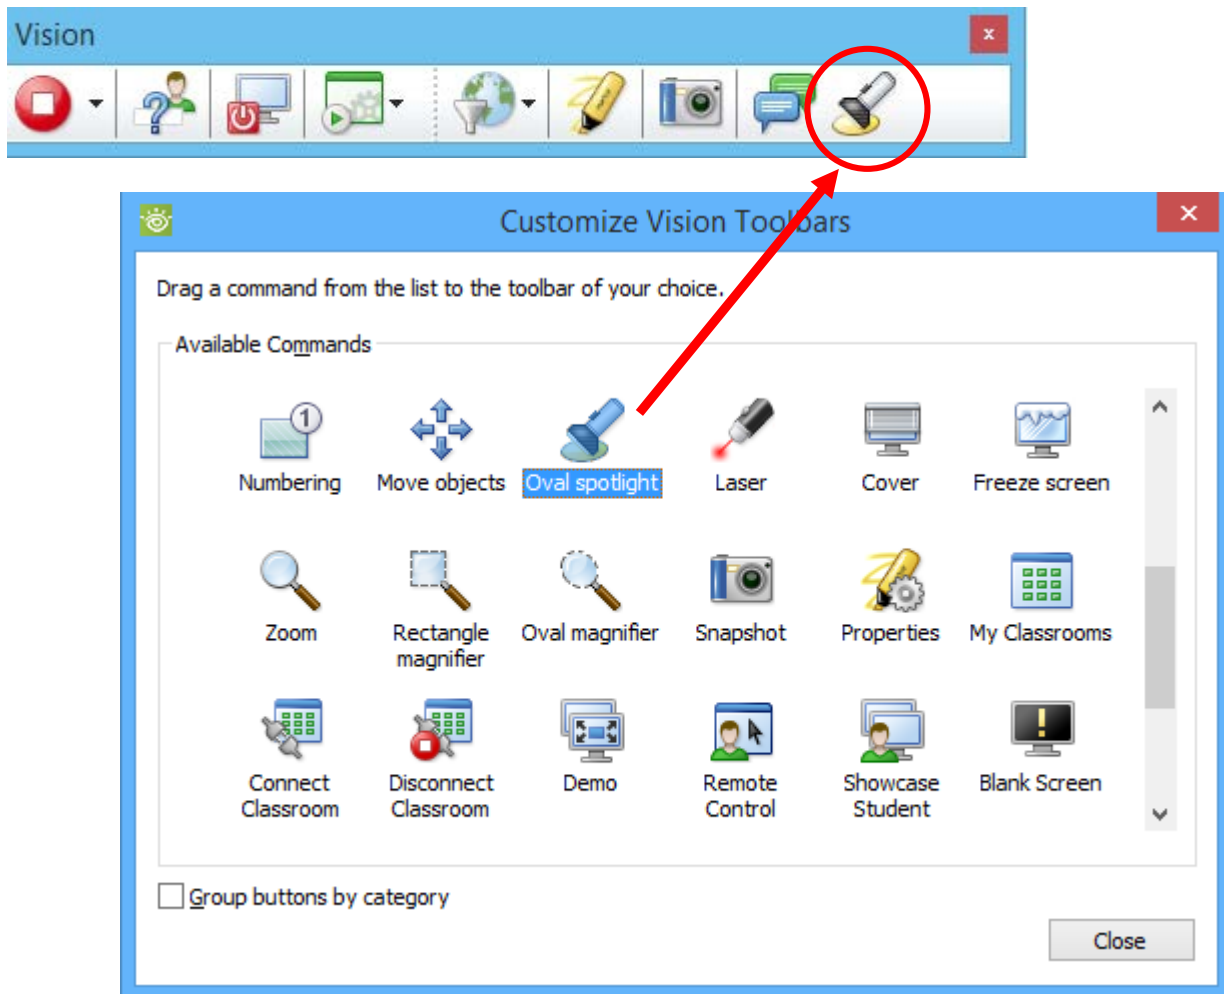 Vision
x
?
Customize Vision Toolbars
×
Drag a command from the list to the toolbar of your choice.
Available Commands
1
Numbering Move objects Oval spotlight Laser Cover Freeze screen
Zoom Rectangle Oval magnifier Snapshot Properties My Classrooms
magnifier
!
Connect Disconnect Demo Remote Showcase Blank Screen
Classroom Classroom Control Student
Group buttons by category
Close